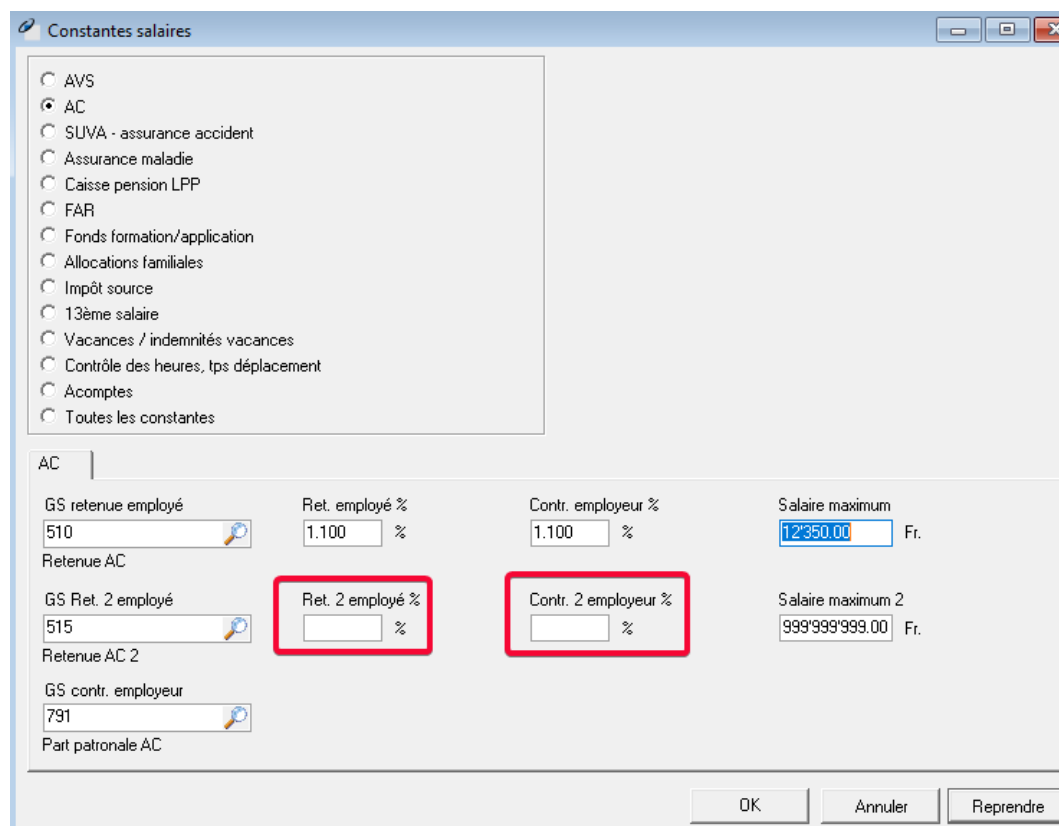 Constantes salaires
AVS
AC
SUVA - assurance accident
Assurance maladie
Caisse pension LPP
FAR
Fonds formation/application
Allocations familiales
Impôt source
13ème salaire
Vacances / indemnités vacances
Contrôle des heures, tps déplacement
Acomptes
Toutes les constantes
AC
GS retenue employé Ret. employé % Contr. employeur % Salaire maximum
510 1.100 % 1.100 % 12'350.00 Fr.
Retenue AC
GS Ret. 2 employé Ret. 2 employé % Contr. 2 employeur % Salaire maximum 2
515 % % 999'999'999.00 Fr.
Retenue AC 2
GS contr. employeur
791
Part patronale AC
OK Annuler Reprendre